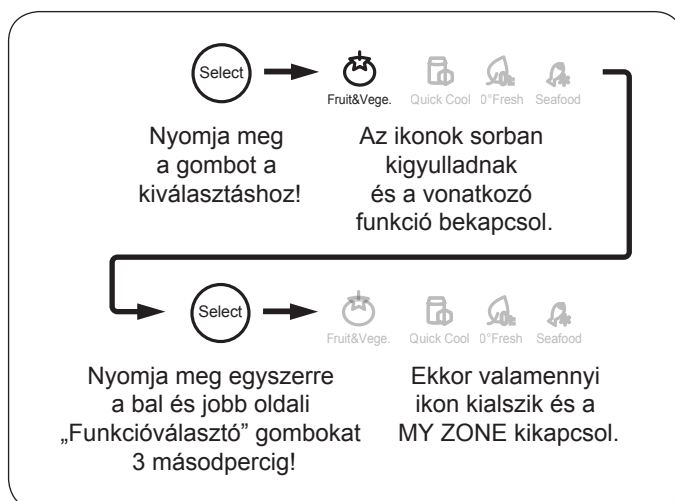 Select
Fruit&Vege. Quick Cool 0°Fresh Seafood
Nyomja meg
a gombot a
kiválasztáshoz!
Az ikonok sorban
kigyulladnak
és a vonatkozó
funkció bekapcsol.
Select
Fruit&Vege. Quick Cool 0°Fresh Seafood
Nyomja meg egyszerre
a bal és jobb oldali
„Funkcióválasztó” gombokat
3 másodpercig!
Ekkor valamennyi
ikon kialszik és a
MY ZONE kikapcsol.